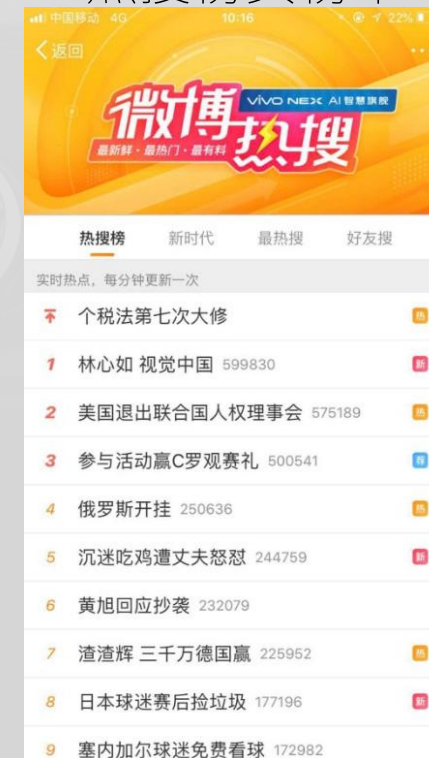 中国移动 4G 10:16 22%
返回
微博热搜
vivo NEX AI智慧旗舰
最新鲜·最热门·最有料
热搜榜 新时代 最热搜 好友搜
实时热点，每分钟更新一次
个税法第七次大修 热
1 林心如 视觉中国 599830 新
2 美国退出联合国人权理事会 575189 热
3 参与活动赢C罗观赛礼 500541 荐
4 俄罗斯开挂 250636 热
5 沉迷吃鸡遭丈夫怒怼 244759 新
6 黄旭回应抄袭 232079
7 渣渣辉 三千万德国赢 225952 热
8 日本球迷赛后捡垃圾 177196 新
9 塞内加尔球迷免费看球 172982